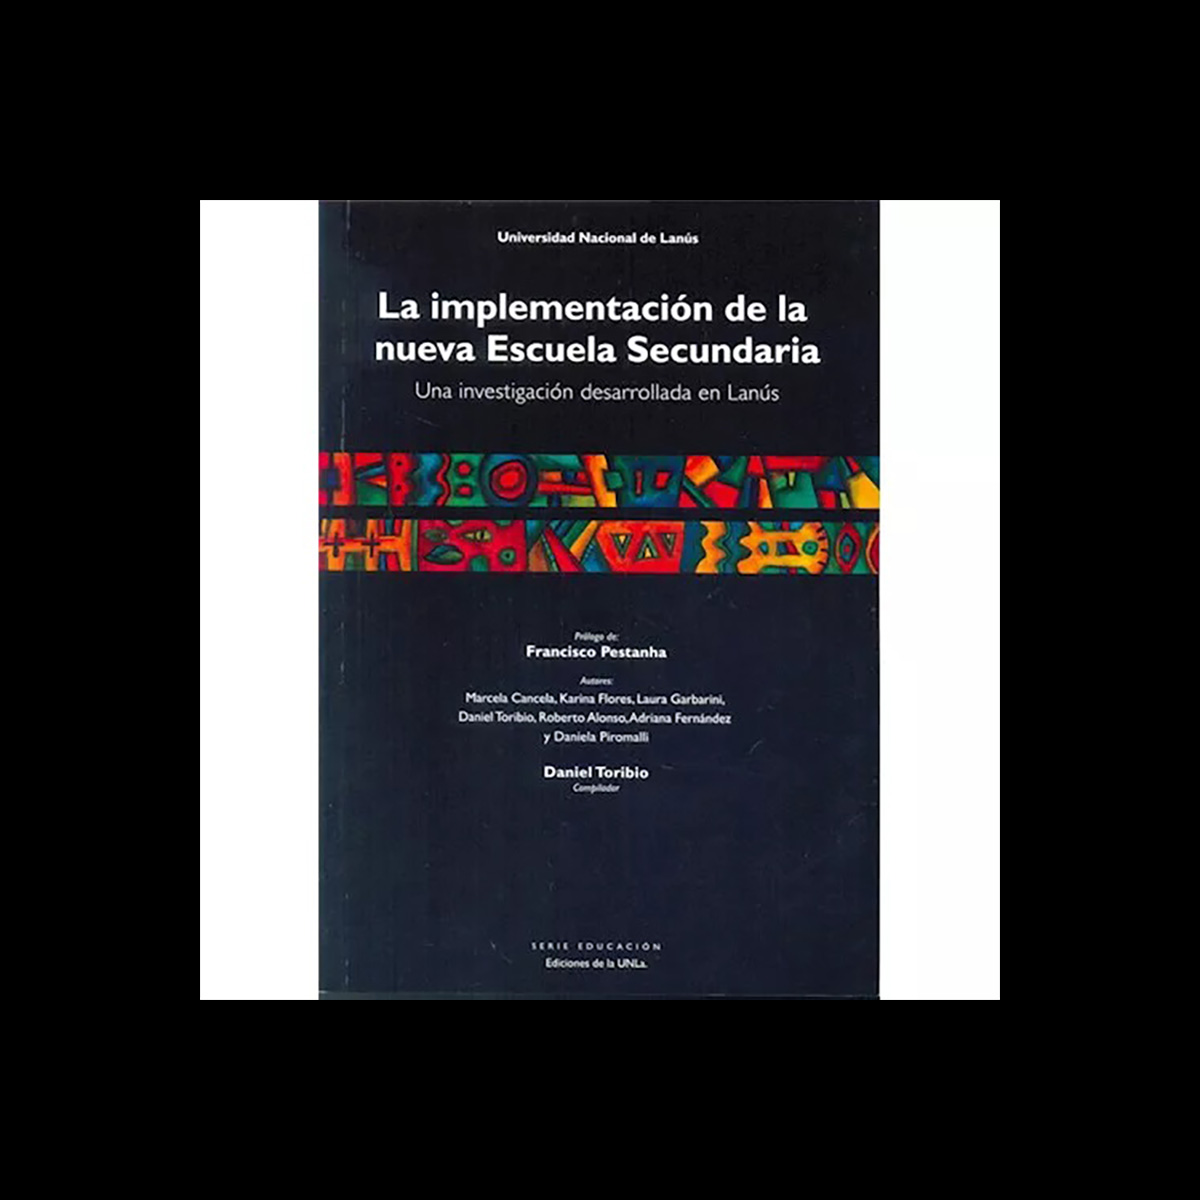 Universidad Nacional de Lanús
La implementación de la
nueva Escuela Secundaria
Una investigación desarrollada en Lanús
Prólogo de:
Francisco Pestanha
Autores:
Marcela Cancela, Karina Flores, Laura Garbarini,
Daniel Toribio, Roberto Alonso, Adriana Fernández
y Daniela Piromalli
Daniel Toribio
Compilador
SERIE EDUCACIÓN
Ediciones de la UNLa.